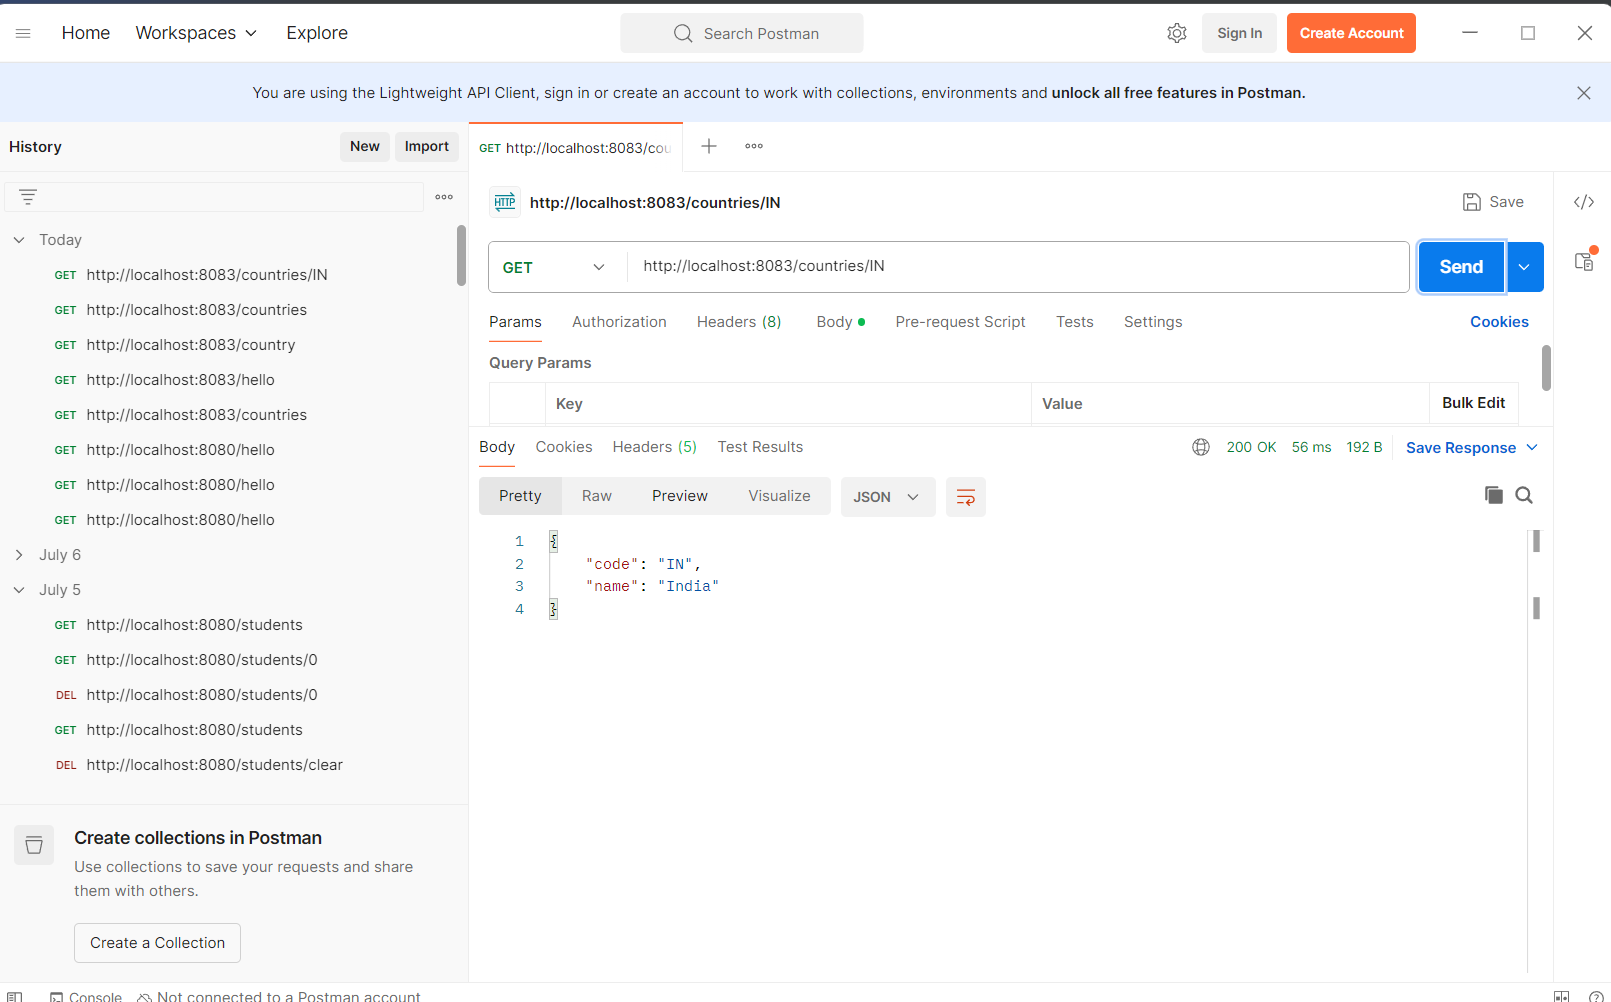 Home Workspaces Explore Search Postman Sign In Create Account
You are using the Lightweight API Client, sign in or create an account to work with collections, environments and unlock all free features in Postman.
History New Import
Today
GET http://localhost:8083/countries/IN
GET http://localhost:8083/countries
GET http://localhost:8083/country
GET http://localhost:8083/hello
GET http://localhost:8083/countries
GET http://localhost:8080/hello
GET http://localhost:8080/hello
GET http://localhost:8080/hello
July 6
July 5
GET http://localhost:8080/students
GET http://localhost:8080/students/0
DEL http://localhost:8080/students/0
GET http://localhost:8080/students
DEL http://localhost:8080/students/clear
Create collections in Postman
Use collections to save your requests and share
them with others.
Create a Collection
GET http://localhost:8083/cou
HTTP http://localhost:8083/countries/IN Save
GET http://localhost:8083/countries/IN Send
Params Authorization Headers (8) Body Pre-request Script Tests Settings Cookies
Query Params
Key Value Bulk Edit
Body Cookies Headers (5) Test Results 200 OK 56 ms 192 B Save Response
Pretty Raw Preview Visualize JSON
1 {
2 "code": "IN",
3 "name": "India"
4 }
Console Not connected to a Postman account